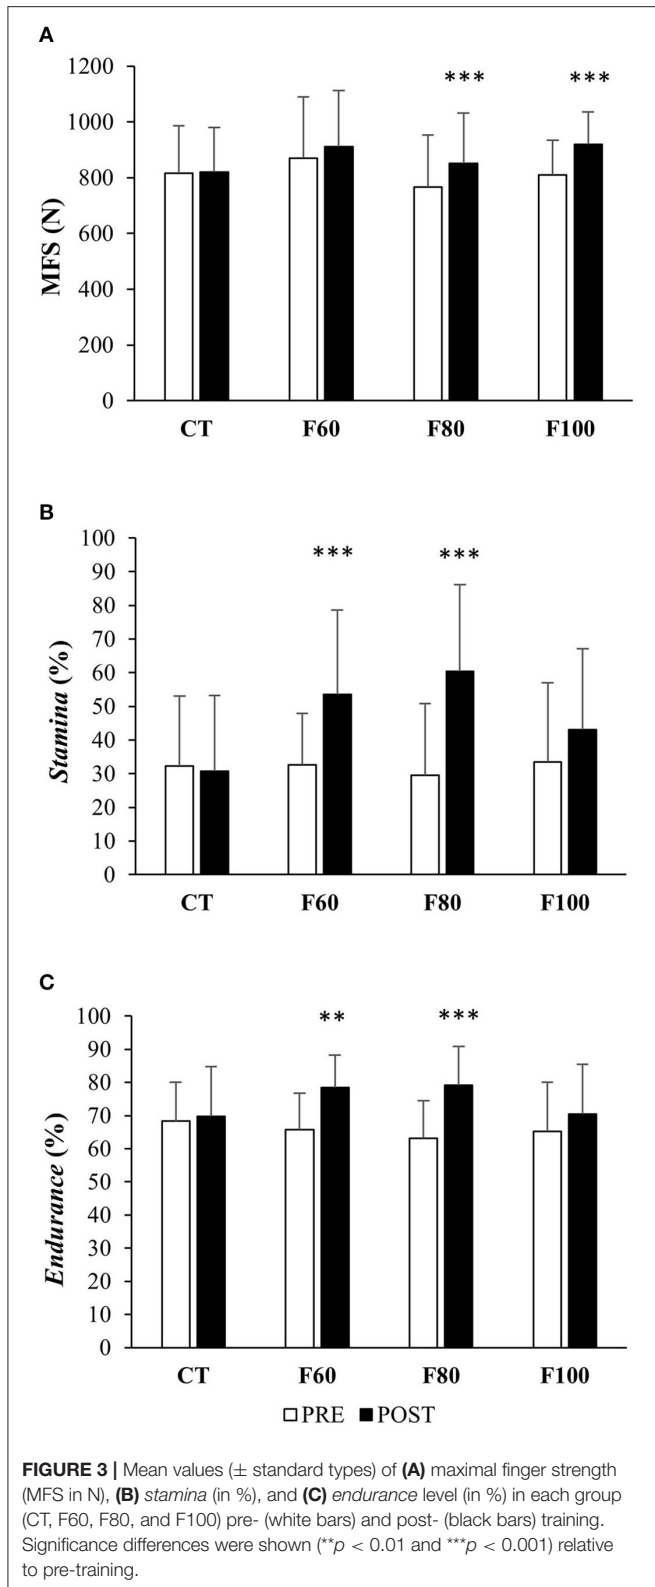 A
MFS (N)
1200
1000
800
600
400
200
0
*** ***
CT F60 F80 F100
B
Stamina (%)
100
90
80
70
60
50
40
30
20
10
0
*** ***
CT F60 F80 F100
C
Endurance (%)
100
90
80
70
60
50
40
30
20
10
0
** ***
CT F60 F80 F100
PRE POST
FIGURE 3 | Mean values (± standard types) of (A) maximal finger strength
(MFS in N), (B) stamina (in %), and (C) endurance level (in %) in each group
(CT, F60, F80, and F100) pre- (white bars) and post- (black bars) training.
Significance differences were shown (**p < 0.01 and ***p < 0.001) relative
to pre-training.